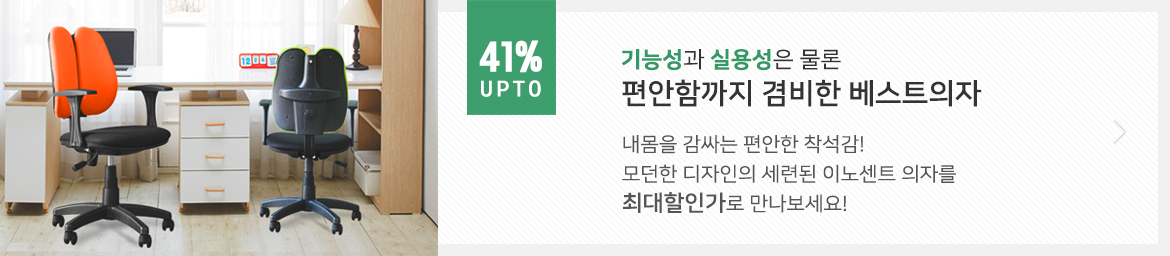 41%
UPTO
기능성과 실용성은 물론
편안함까지 겸비한 베스트의자
내몸을 감싸는 편안한 착석감!
모던한 디자인의 세련된 이노센트 의자를
최대할인가로 만나보세요!